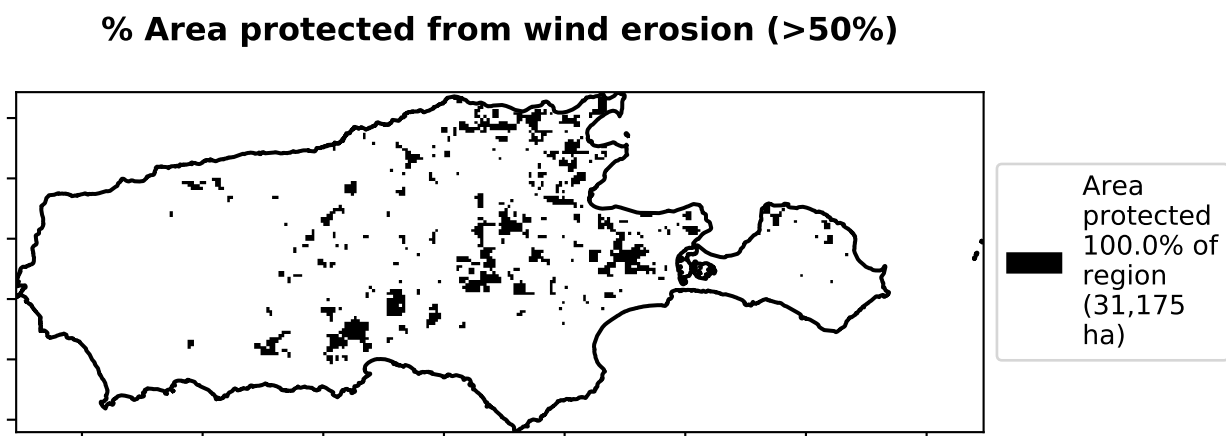 % Area protected from wind erosion (>50%)
Area
protected
100.0% of
region
(31,175
ha)